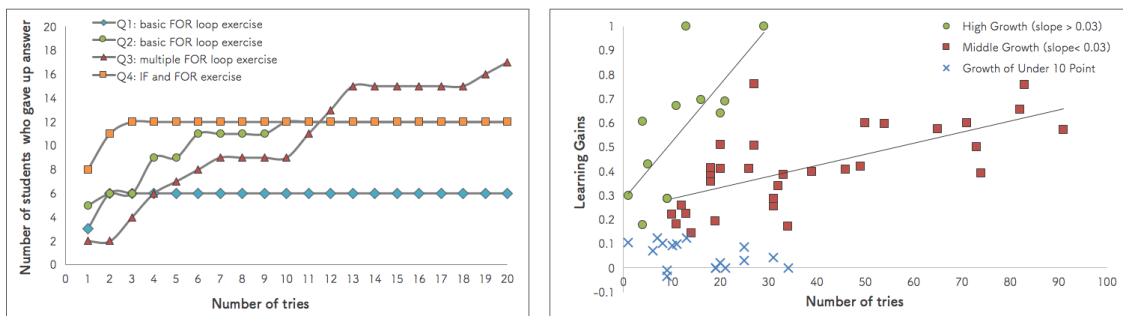 20
18
16
14
12
10
8
6
4
2
0
0 1 2 3 4 5 6 7 8 9 10 11 12 13 14 15 16 17 18 19 20
Number of students who gave up answer
Number of tries
Q1: basic FOR loop exercise
Q2: basic FOR loop exercise
Q3: multiple FOR loop exercise
Q4: IF and FOR exercise
1
0.9
0.8
0.7
0.6
0.5
0.4
0.3
0.2
0.1
0
−0.1
0 10 20 30 40 50 60 70 80 90 100
Learning Gains
Number of tries
High Growth (slope > 0.03)
Middle Growth (slope< 0.03)
Growth of Under 10 Point